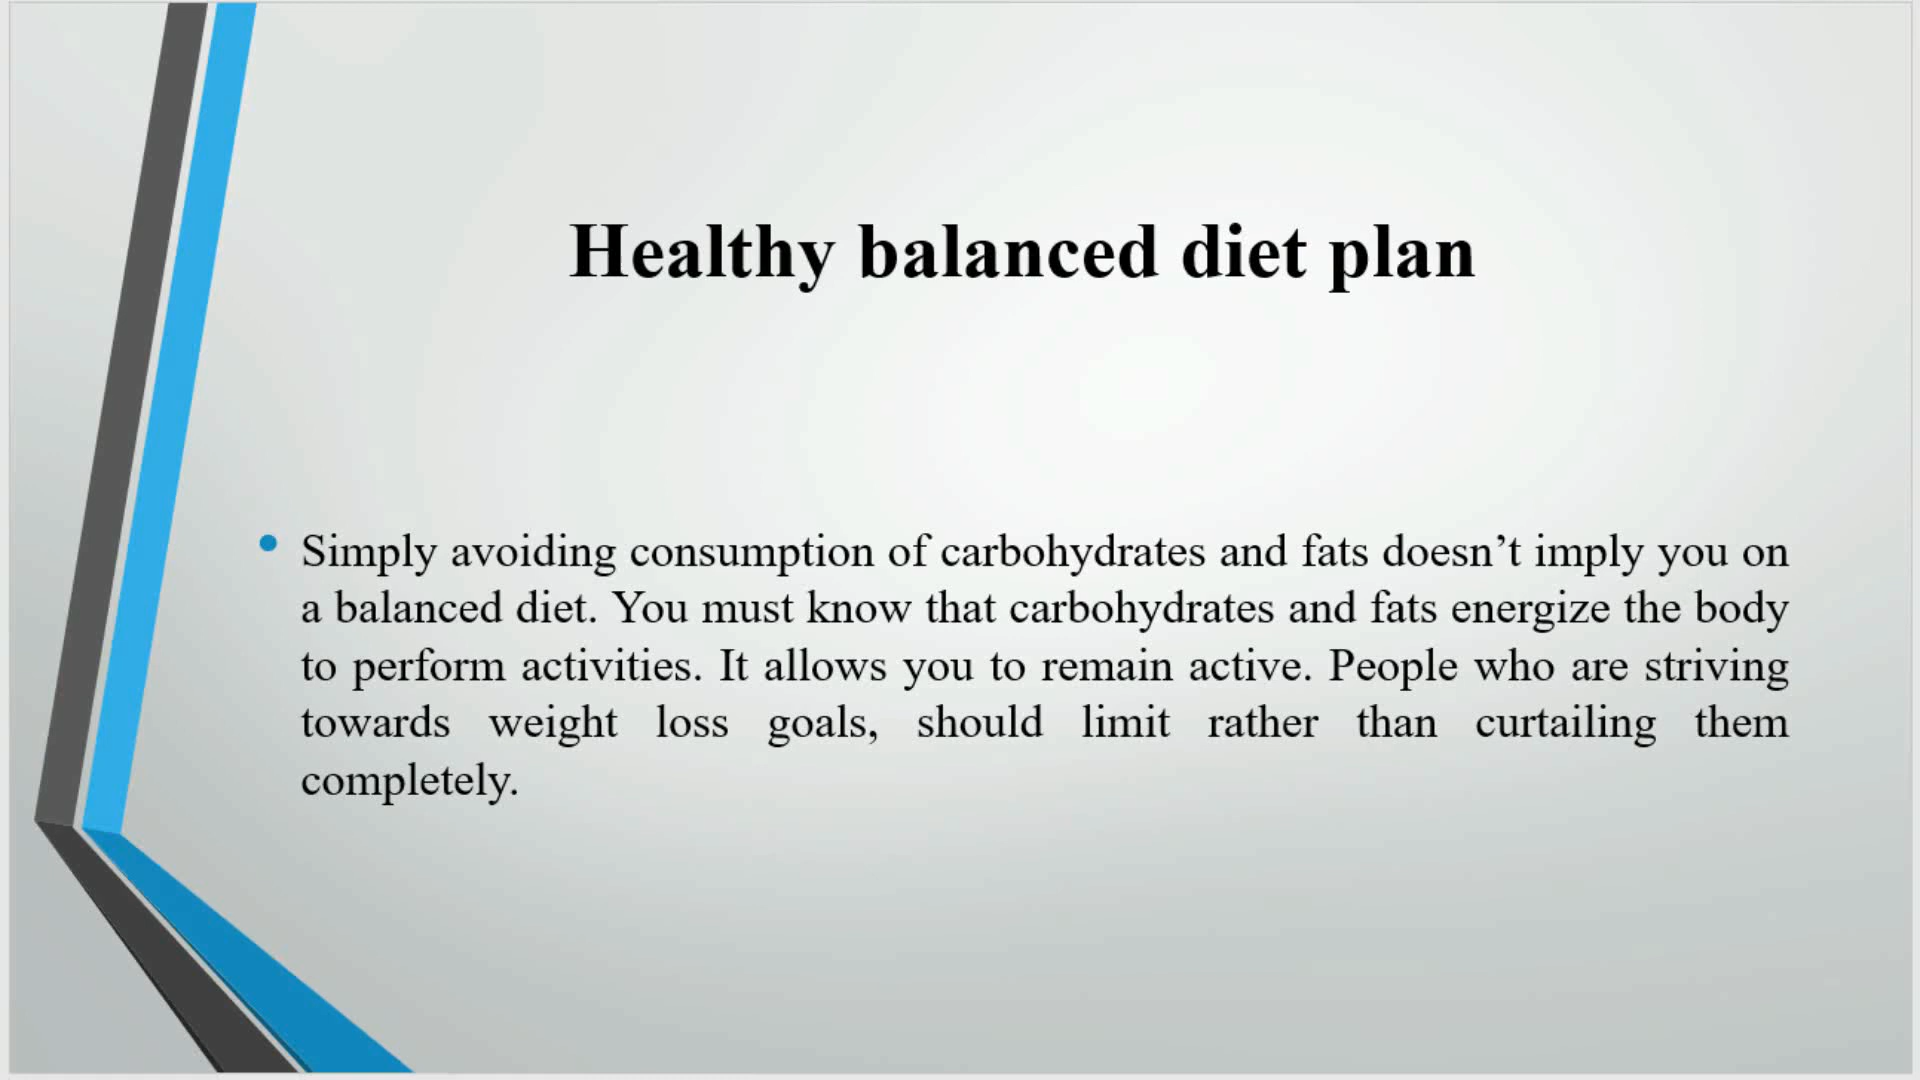 Healthy balanced diet plan
• Simply avoiding consumption of carbohydrates and fats doesn’t imply you on
a balanced diet. You must know that carbohydrates and fats energize the body
to perform activities. It allows you to remain active. People who are striving
towards weight loss goals, should limit rather than curtailing them
completely.